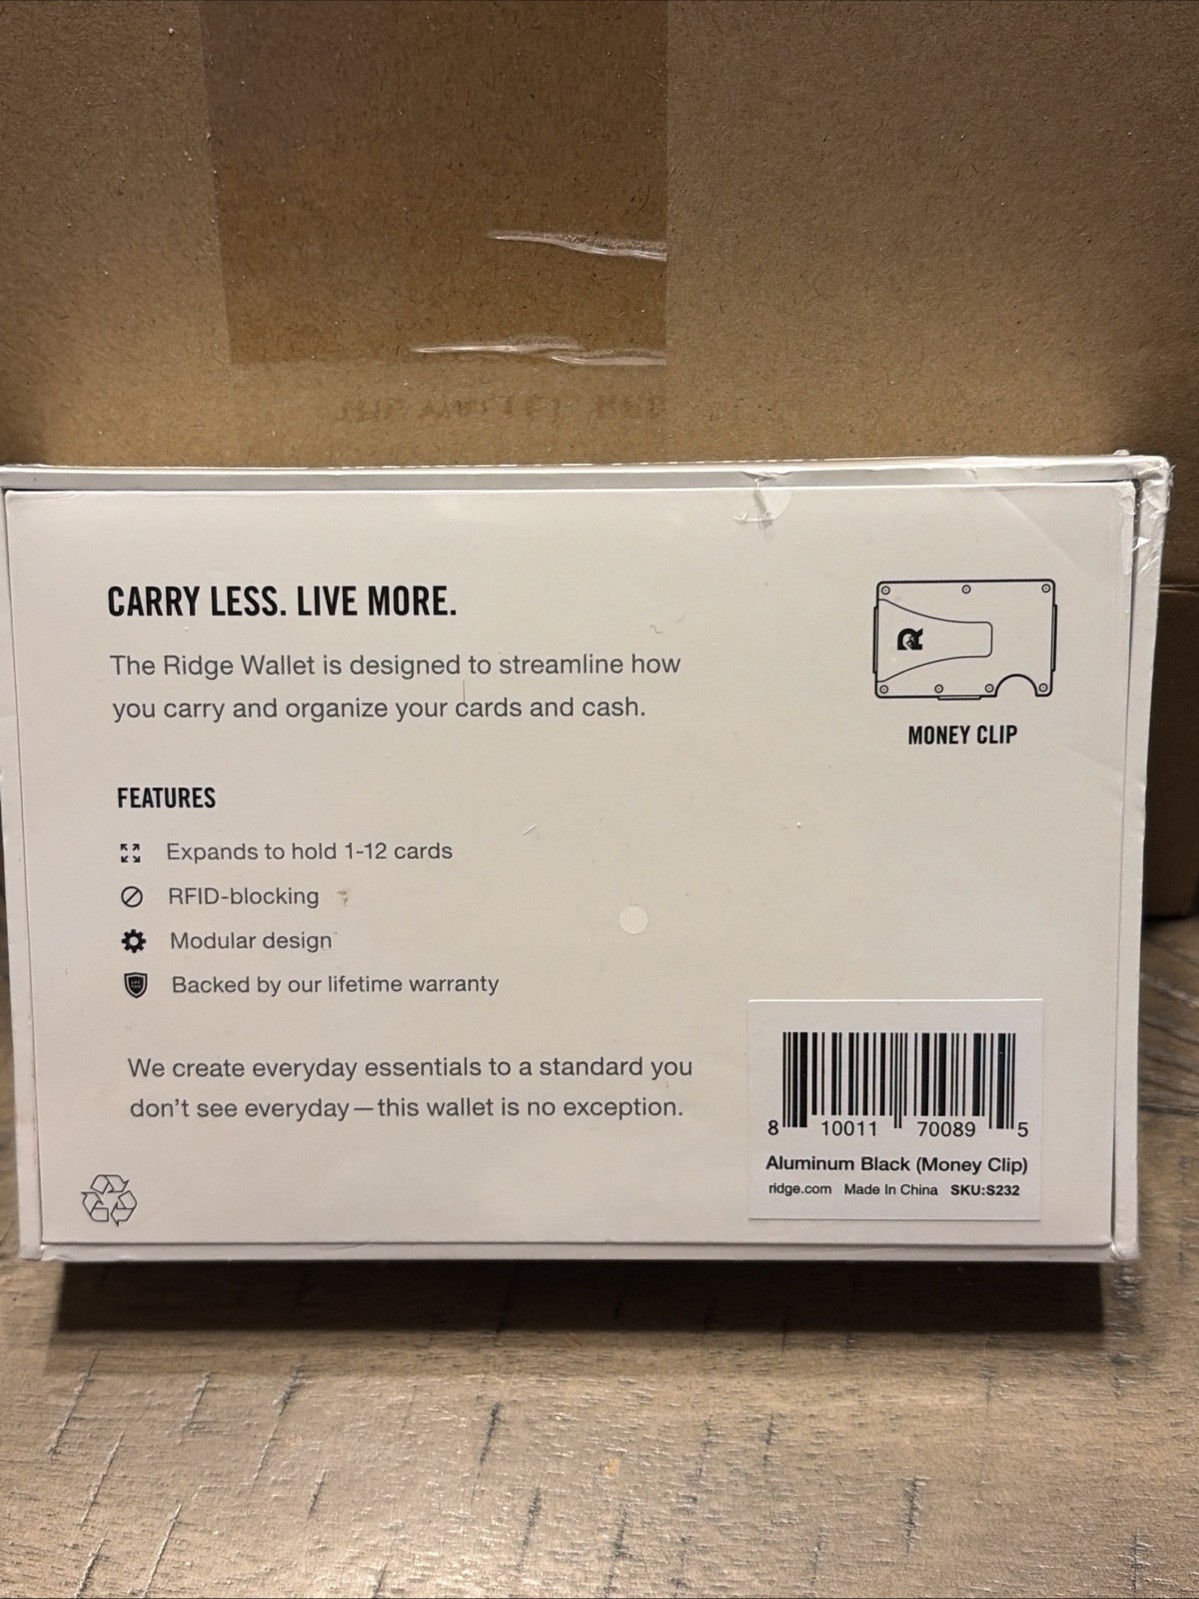 CARRY LESS. LIVE MORE.
The Ridge Wallet is designed to streamline how
you carry and organize your cards and cash.
MONEY CLIP
FEATURES
Expands to hold 1-12 cards
RFID-blocking
Modular design
Backed by our lifetime warranty
We create everyday essentials to a standard you
don't see everyday—this wallet is no exception.
8 10011 70089 5
Aluminum Black (Money Clip)
ridge.com Made In China SKU:S232